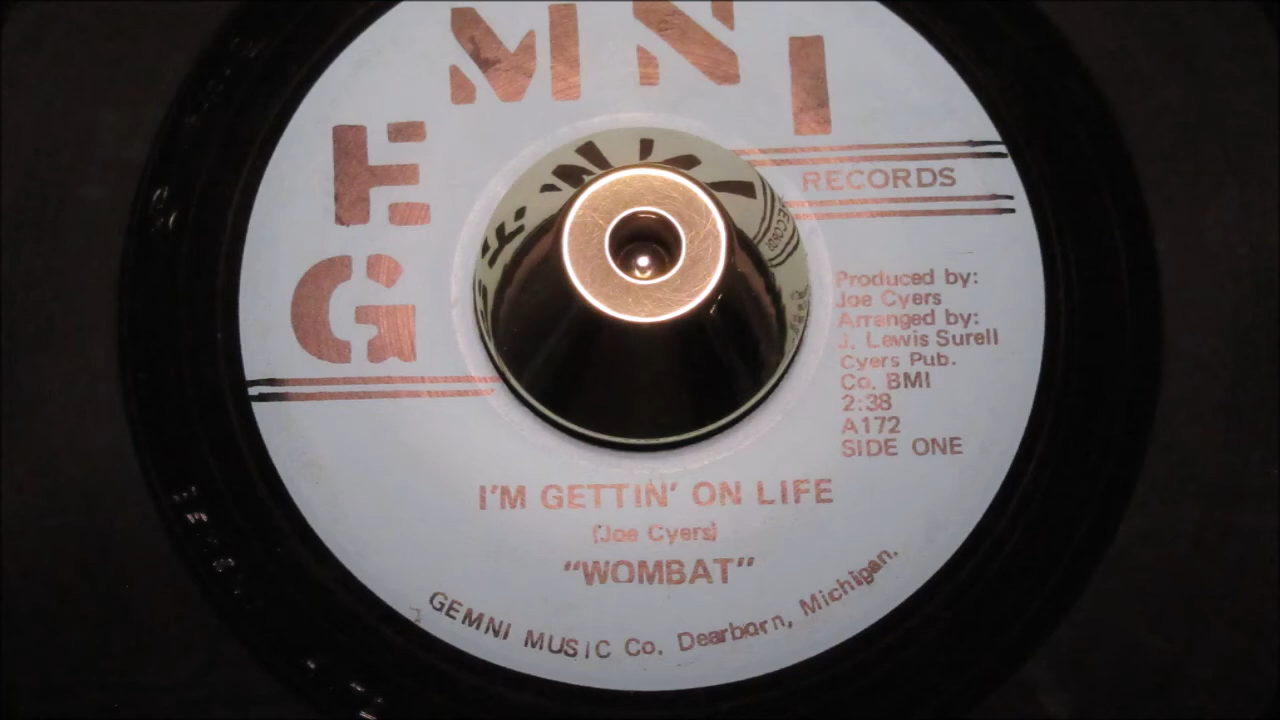 GEMNI
RECORDS
Produced by:
Joe Cyers
Arranged by:
J. Lewis Surell
Cyers Pub.
Co. BMI
2:38
A172
SIDE ONE
I'M GETTIN' ON LIFE
(Joe Cyers)
"WOMBAT"
GEMNI MUSIC Co. Dearborn, Michigan.